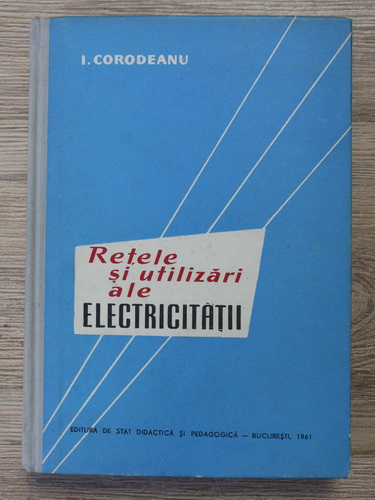 I. CORODEANU
Rețele
și utilizări
ale
ELECTRICITĂȚII
EDITURA DE STAT DIDACTICĂ ȘI PEDAGOGICĂ — BUCUREȘTI, 1961